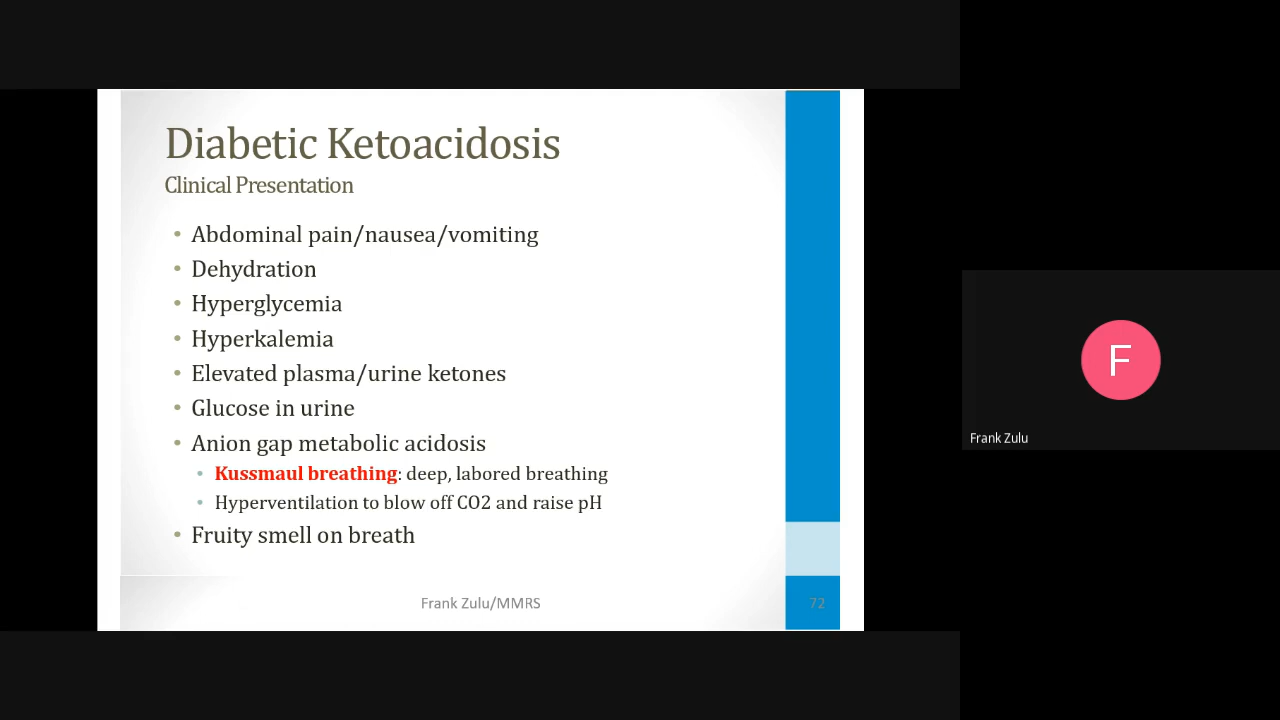 Diabetic Ketoacidosis
Clinical Presentation
• Abdominal pain/nausea/vomiting
• Dehydration
• Hyperglycemia
• Hyperkalemia
• Elevated plasma/urine ketones
• Glucose in urine
• Anion gap metabolic acidosis
• Kussmaul breathing: deep, labored breathing
• Hyperventilation to blow off CO2 and raise pH
• Fruity smell on breath
Frank Zulu/MMRS
72
F
Frank Zulu